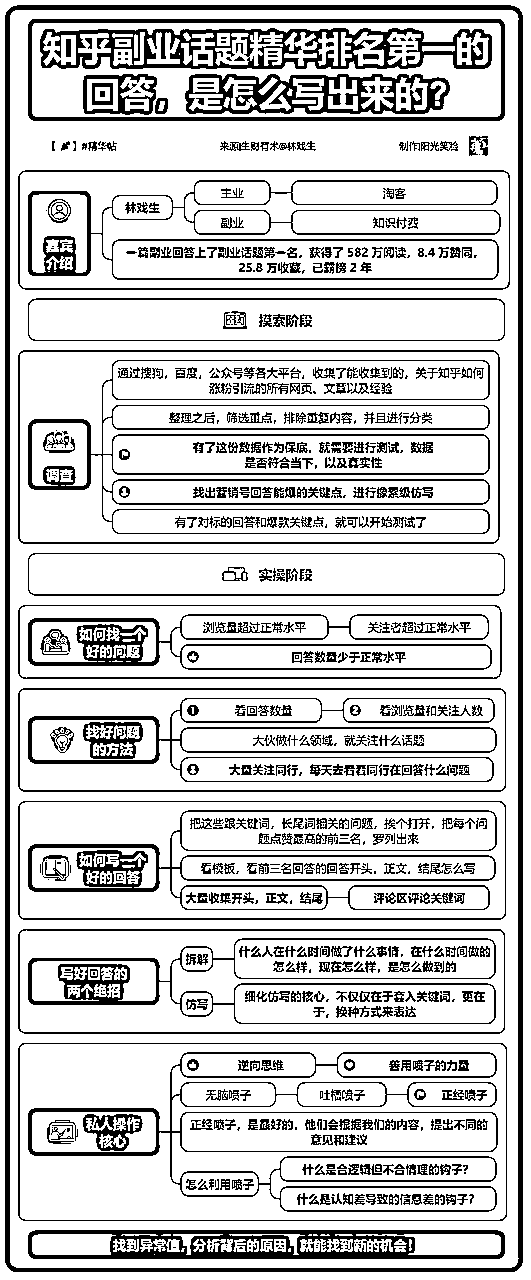 知乎副业话题精华排名第一的
回答，是怎么写出来的？
【 】#精华帖
来源|生财有术@林戏生
制作|阳光笑脸
嘉宾
介绍
林戏生
主业
淘客
副业
知识付费
一篇副业回答上了副业话题第一名，获得了 582 万阅读，8.4 万赞同，
25.8 万收藏，已霸榜 2 年
摸索阶段
调查
通过搜狗，百度，公众号等各大平台，收集了能收集到的，关于知乎如何
涨粉引流的所有网页、文章以及经验
整理之后，筛选重点，排除重复内容，并且进行分类
有了这份数据作为保底，就需要进行测试，数据
是否符合当下，以及真实性
找出营销号回答能爆的关键点，进行像素级仿写
有了对标的回答和爆款关键点，就可以开始测试了
实操阶段
如何找一个
好的问题
浏览量超过正常水平
关注者超过正常水平
回答数量少于正常水平
找好问题
的方法
1
看回答数量
2
看浏览量和关注人数
大伙做什么领域，就关注什么话题
大量关注同行，每天去看看同行在回答什么问题
如何写一个
好的回答
把这些跟关键词，长尾词相关的问题，挨个打开，把每个问
题点赞最高的前三名，罗列出来
看模板，看前三名回答的回答开头，正文，结尾怎么写
大量收集开头，正文，结尾
评论区评论关键词
写好回答的
两个绝招
拆解
什么人在什么时间做了什么事情，在什么时间做的
怎么样，现在怎么样，是怎么做到的
仿写
细化仿写的核心，不仅仅在于套入关键词，更在
于，换种方式来表达
私人操作
核心
逆向思维
善用喷子的力量
无脑喷子
吐槽喷子
正经喷子
正经喷子，是最好的，他们会根据我们的内容，提出不同的
意见和建议
怎么利用喷子
什么是合逻辑但不合情理的钩子？
什么是认知差导致的信息差的钩子？
找到异常值，分析背后的原因，就能找到新的机会！